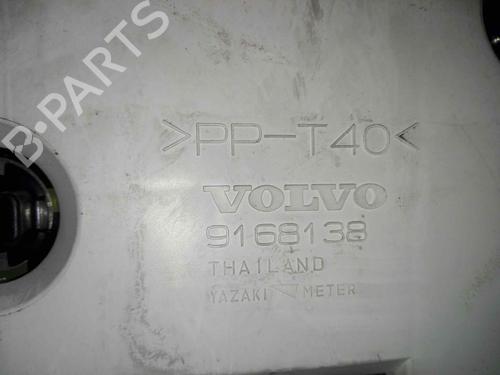 B-PARTS
>PP-T40<
VOLVO
9168138
THAILAND
YAZAKI METER